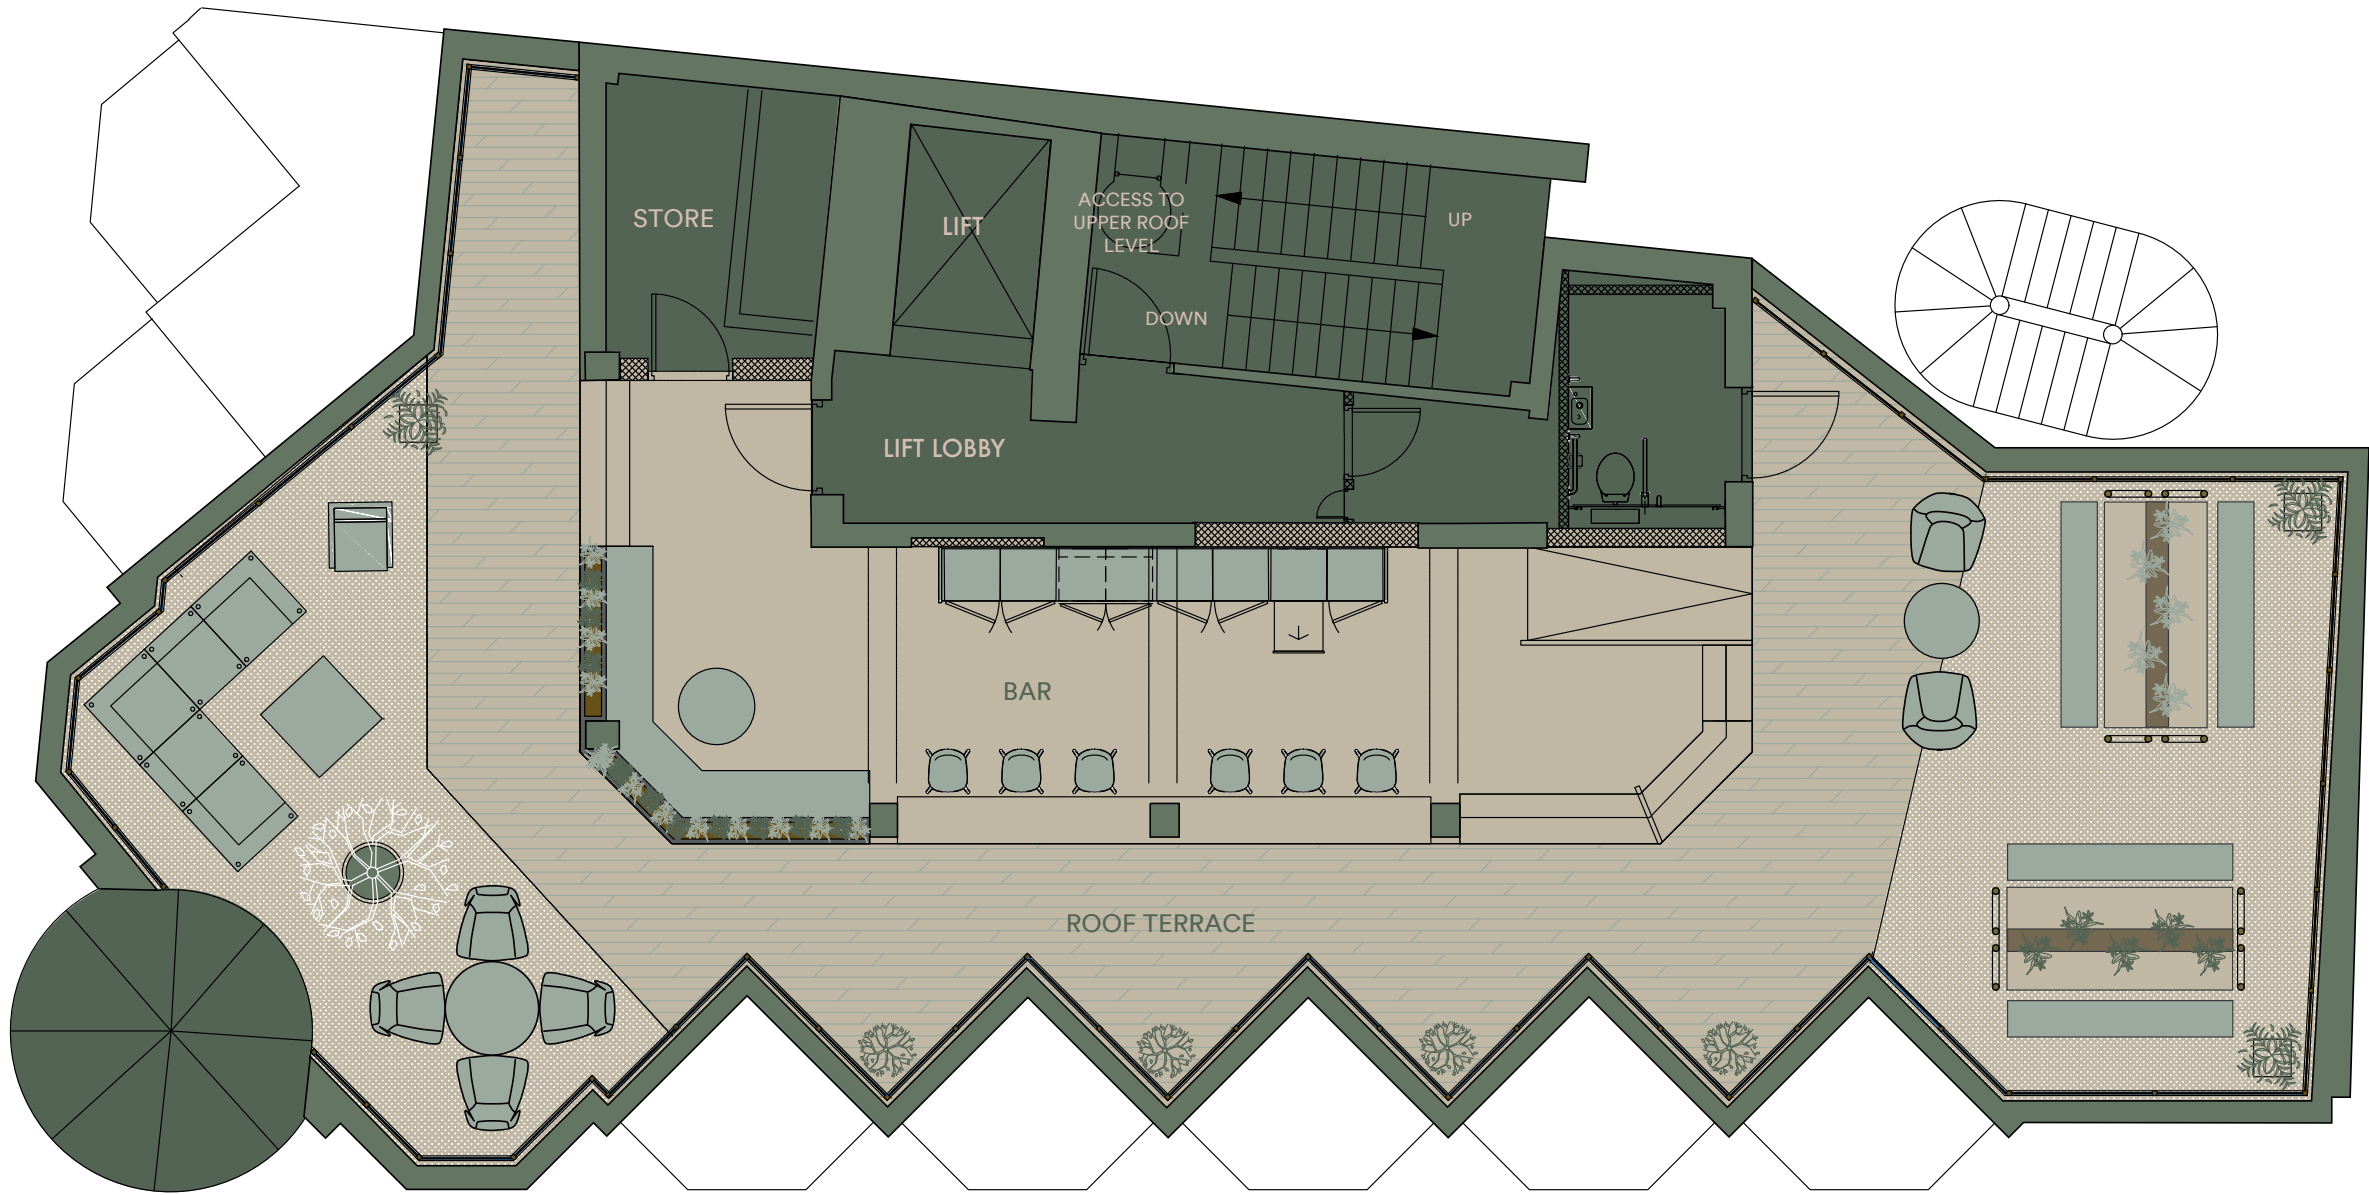 STORE
LIFT
ACCESS TO
UPPER ROOF
LEVEL
UP
DOWN
LIFT LOBBY
BAR
ROOF TERRACE